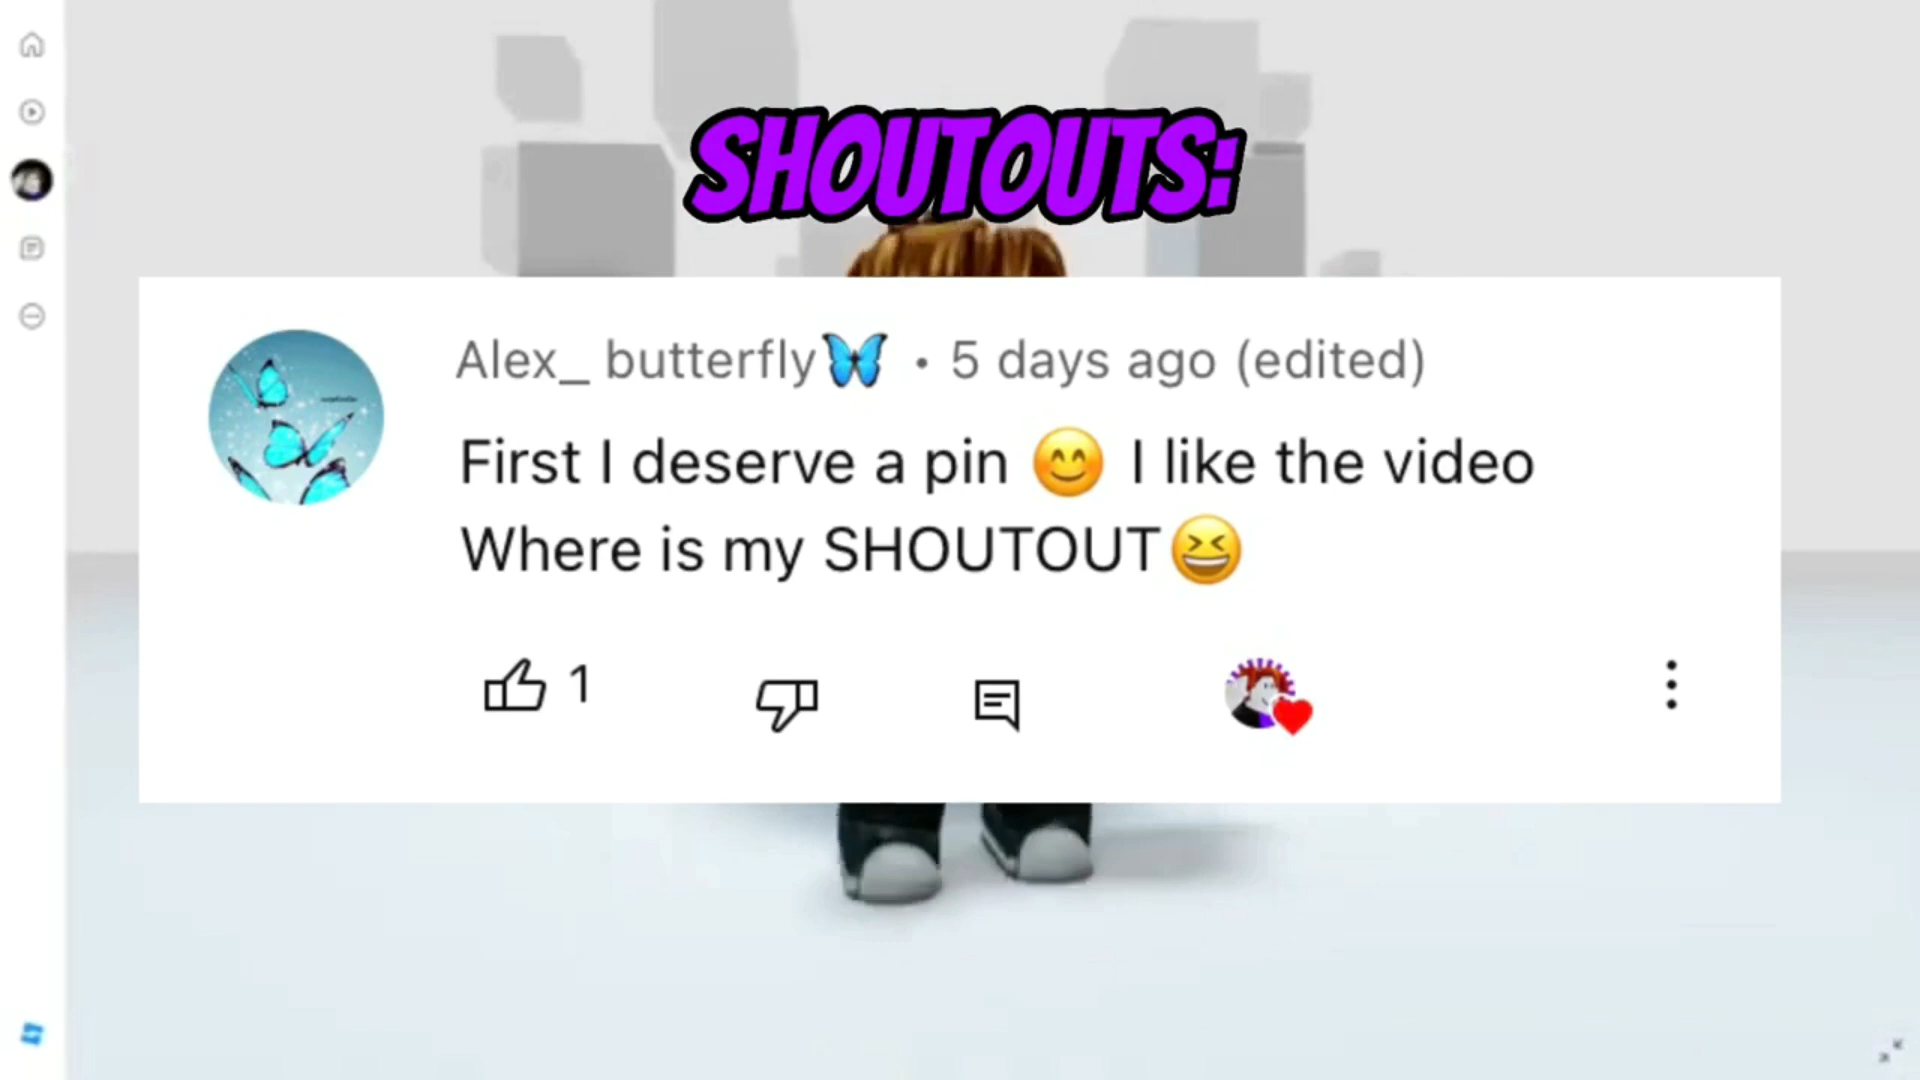 SHOUTOUTS:
Alex_ butterfly🦋 • 5 days ago (edited)
First I deserve a pin 😊 I like the video
Where is my SHOUTOUT😆
1